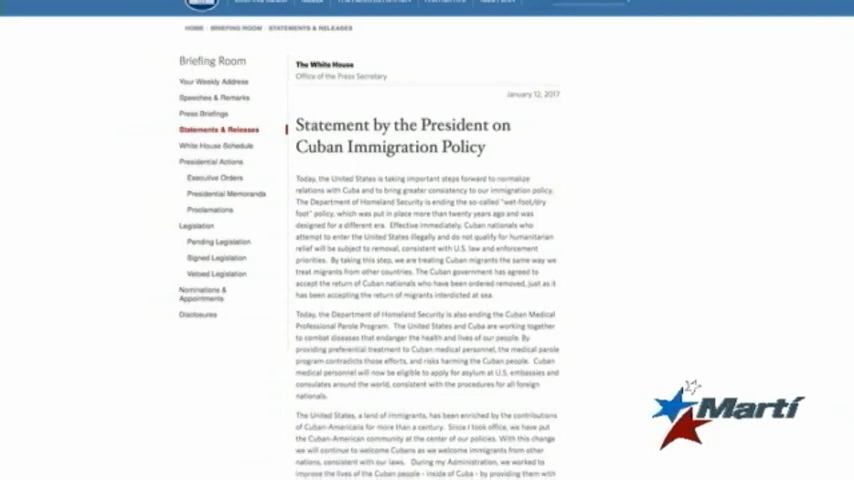 HOME · BRIEFING ROOM · STATEMENTS & RELEASES
Briefing Room
Your Weekly Address
Speeches & Remarks
Press Briefings
Statements & Releases
White House Schedule
Presidential Actions
Executive Orders
Presidential Memoranda
Proclamations
Legislation
Pending Legislation
Signed Legislation
Vetoed Legislation
Nominations &
Appointments
Disclosures
The White House
Office of the Press Secretary
January 12, 2017
Statement by the President on
Cuban Immigration Policy
Today, the United States is taking important steps forward to normalize
relations with Cuba and to bring greater consistency to our immigration policy.
The Department of Homeland Security is ending the so-called "wet-foot/dry
foot" policy, which was put in place more than twenty years ago and was
designed for a different era. Effective immediately, Cuban nationals who
attempt to enter the United States illegally and do not qualify for humanitarian
relief will be subject to removal, consistent with U.S. law and enforcement
priorities. By taking this step, we are treating Cuban migrants the same way we
treat migrants from other countries. The Cuban government has agreed to
accept the return of Cuban nationals who have been ordered removed, just as it
has been accepting the return of migrants interdicted at sea.
Today, the Department of Homeland Security is also ending the Cuban Medical
Professional Parole Program. The United States and Cuba are working together
to combat diseases that endanger the health and lives of our people. By
providing preferential treatment to Cuban medical personnel, the medical parole
program contradicts those efforts, and risks harming the Cuban people. Cuban
medical personnel will now be eligible to apply for asylum at U.S. embassies and
consulates around the world, consistent with the procedures for all foreign
nationals.
The United States, a land of immigrants, has been enriched by the contributions
of Cuban-Americans for more than a century. Since I took office, we have put
the Cuban-American community at the center of our policies. With this change
we will continue to welcome Cubans as we welcome immigrants from other
nations, consistent with our laws. During my Administration, we worked to
improve the lives of the Cuban people - inside of Cuba - by providing them with
Martí